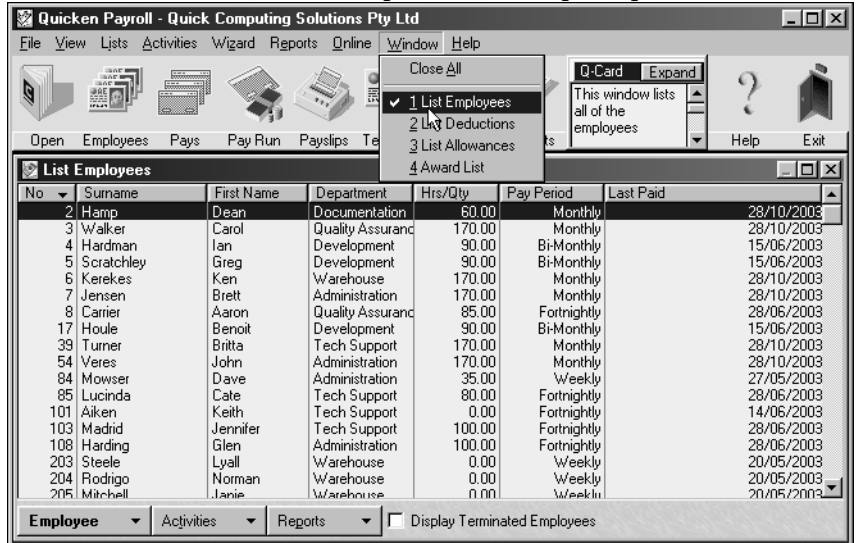 Quicken Payroll - Quick Computing Solutions Pty Ltd
File View Lists Activities Wizard Reports Online Window Help
Close All
1 List Employees
2 List Deductions
3 List Allowances
4 Award List
Q-Card Expand
This window lists
all of the
employees
Open Employees Pays Pay Run Payslips Te ts Help Exit
List Employees
No Surname First Name Department Hrs/Qty Pay Period Last Paid
2 Hamp Dean Documentation 60.00 Monthly 28/10/2003
3 Walker Carol Quality Assuranc 170.00 Monthly 28/10/2003
4 Hardman Ian Development 90.00 Bi-Monthly 15/06/2003
5 Scratchley Greg Development 90.00 Bi-Monthly 15/06/2003
6 Kerekes Ken Warehouse 170.00 Monthly 28/10/2003
7 Jensen Brett Administration 170.00 Monthly 28/10/2003
8 Carrier Aaron Quality Assuranc 85.00 Fortnightly 28/06/2003
17 Houle Benoit Development 90.00 Bi-Monthly 15/06/2003
39 Turner Britta Tech Support 170.00 Monthly 28/10/2003
54 Veres John Administration 170.00 Monthly 28/10/2003
84 Mowser Dave Administration 35.00 Weekly 27/05/2003
85 Lucinda Cate Tech Support 80.00 Fortnightly 28/06/2003
101 Aiken Keith Tech Support 0.00 Fortnightly 14/06/2003
103 Madrid Jennifer Tech Support 100.00 Fortnightly 28/06/2003
108 Harding Glen Administration 100.00 Fortnightly 28/06/2003
203 Steele Lyall Warehouse 0.00 Weekly 20/05/2003
204 Rodrigo Norman Warehouse 0.00 Weekly 20/05/2003
205 Mitchell Janie Warehouse 0.00 Weekly 20/05/2003
Employee Activities Reports Display Terminated Employees